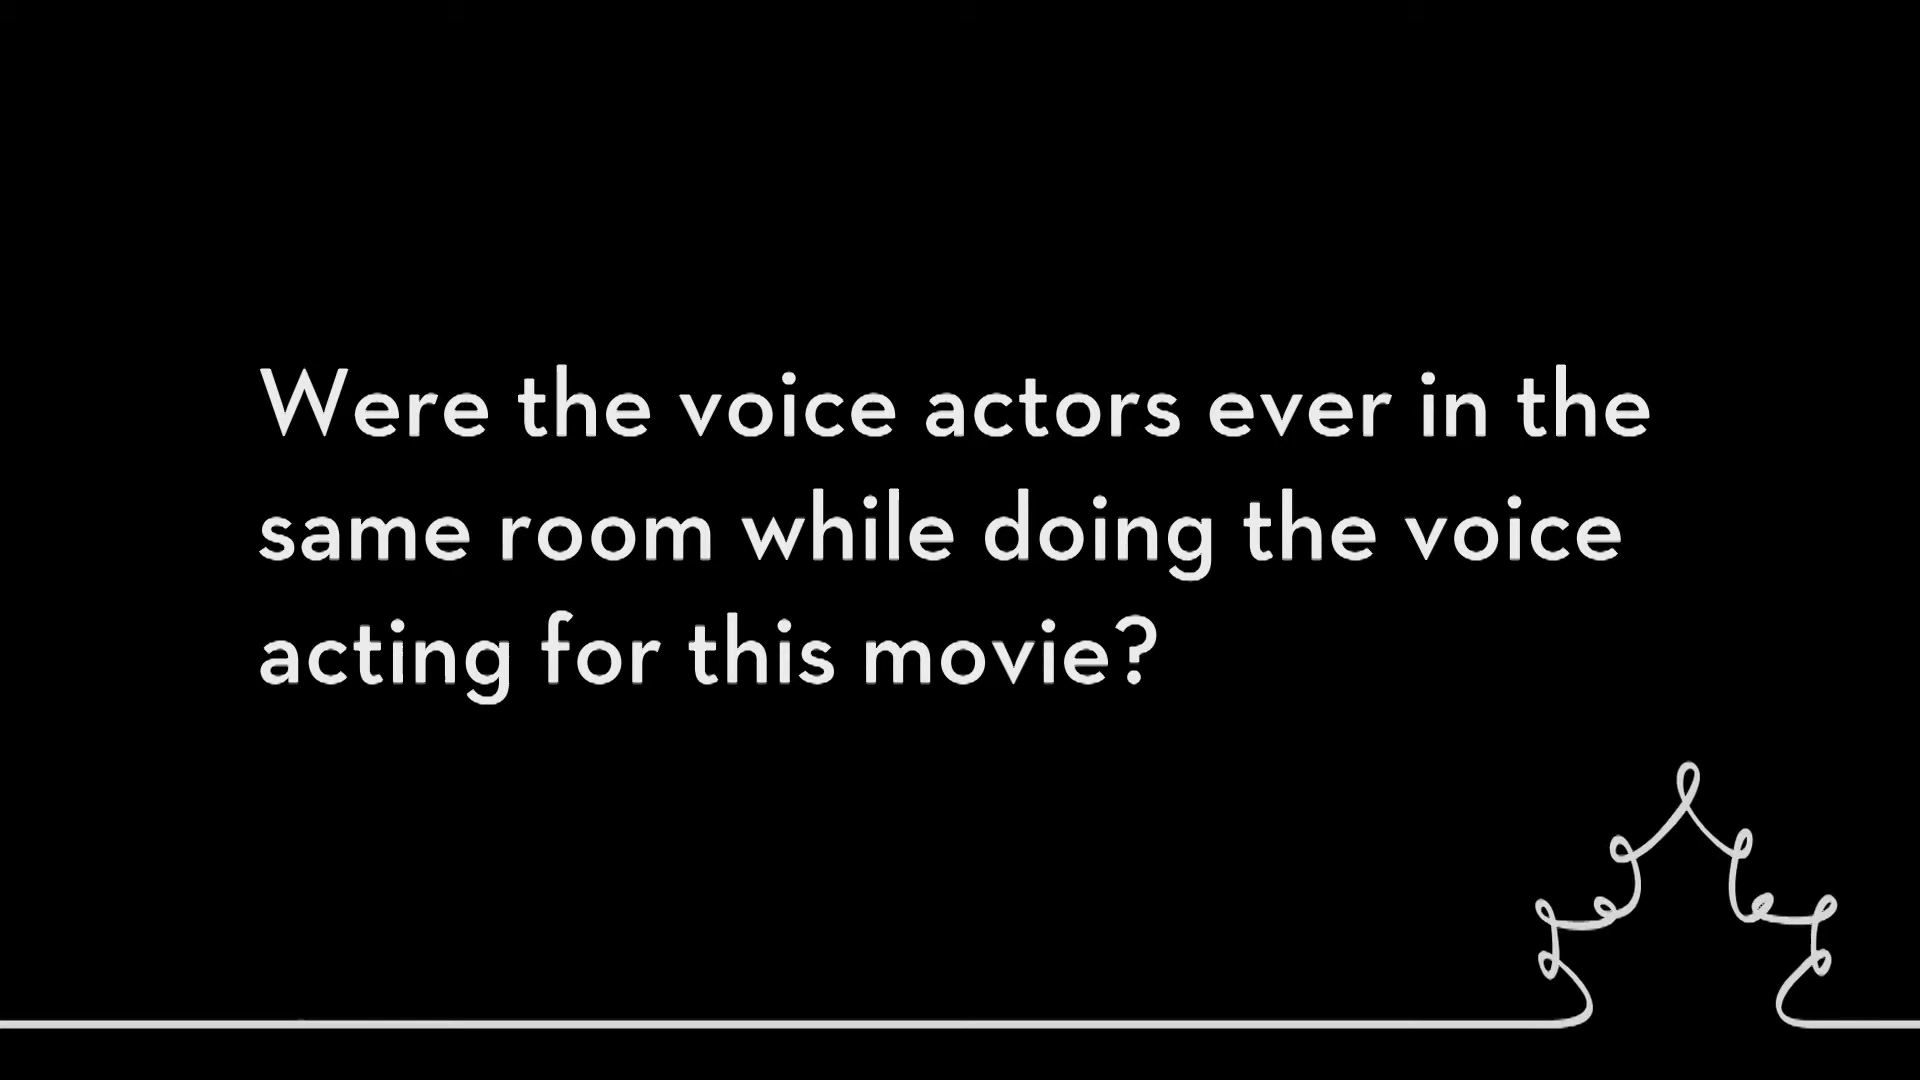 Were the voice actors ever in the
same room while doing the voice
acting for this movie?